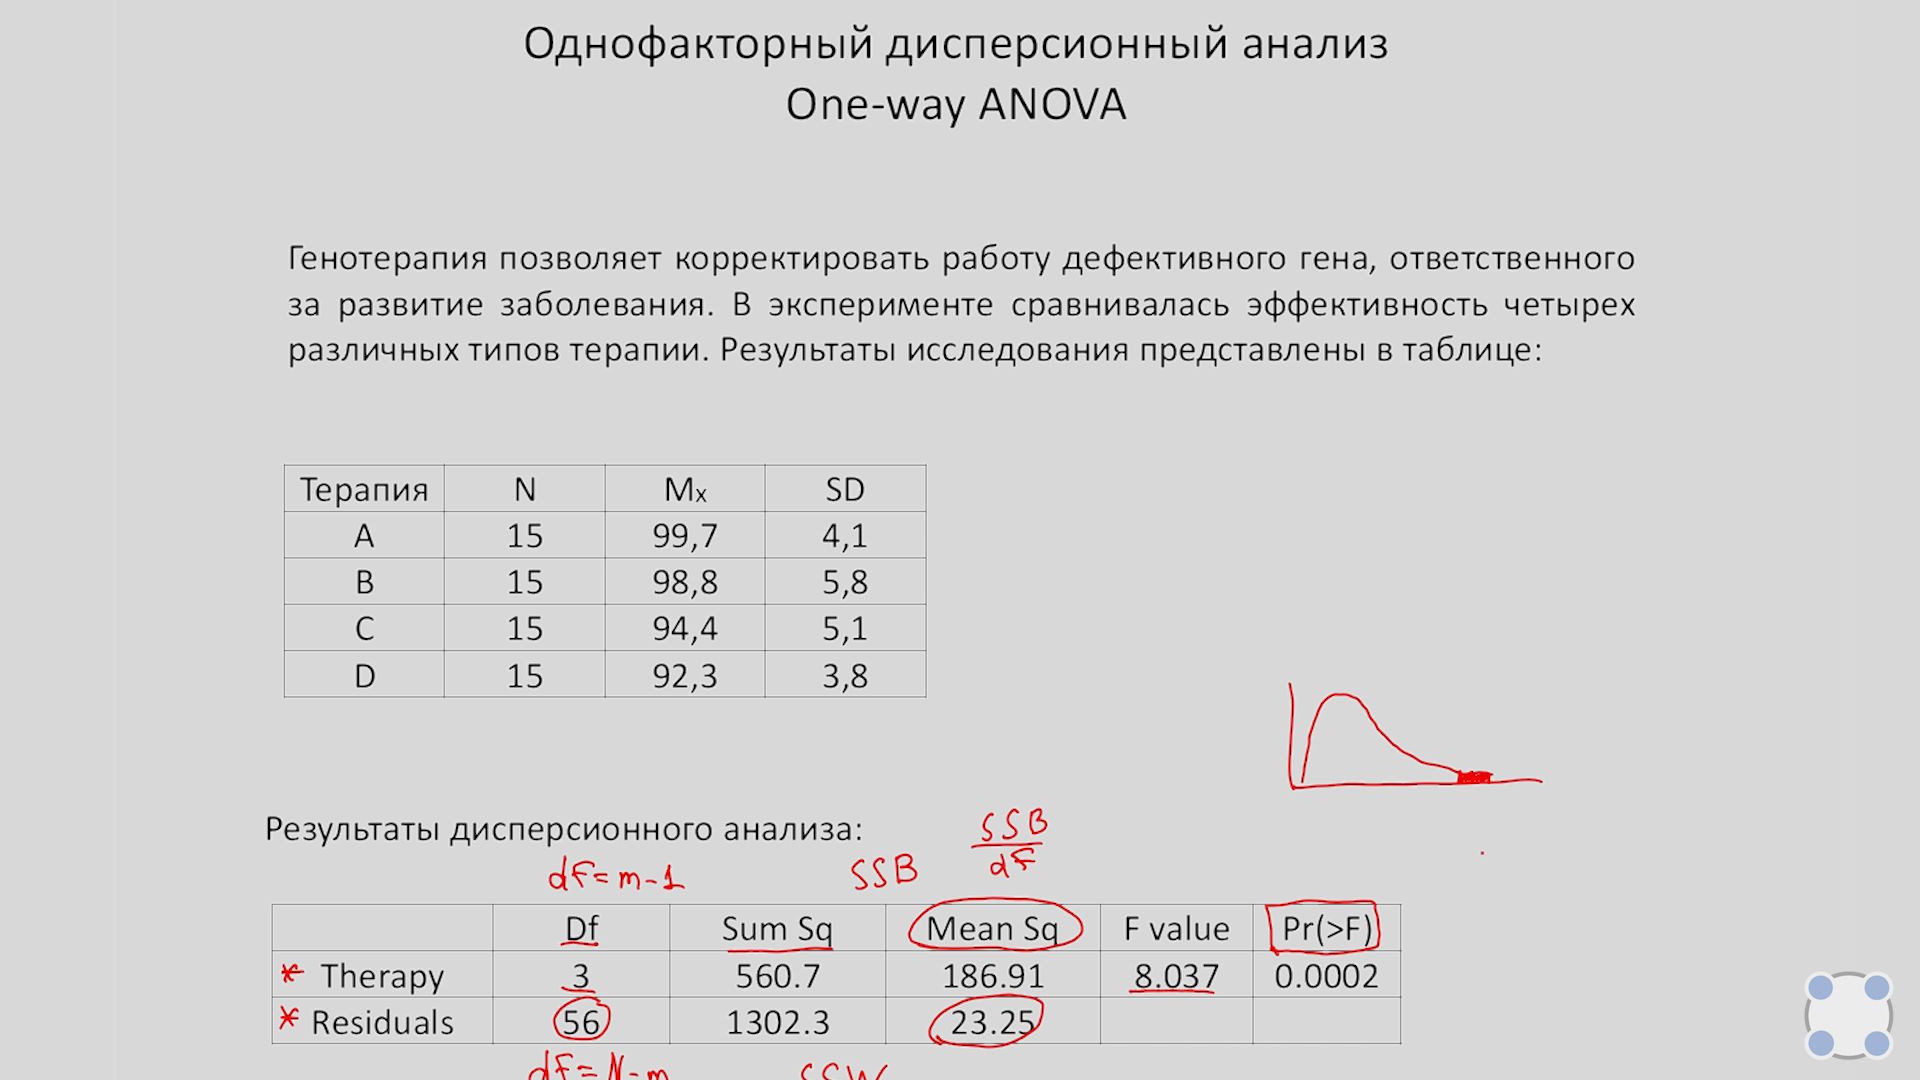 Однофакторный дисперсионный анализ
One-way ANOVA
Генотерапия позволяет корректировать работу дефективного гена, ответственного
за развитие заболевания. В эксперименте сравнивалась эффективность четырех
различных типов терапии. Результаты исследования представлены в таблице:
Терапия N Mx SD
A 15 99,7 4,1
B 15 98,8 5,8
C 15 94,4 5,1
D 15 92,3 3,8
Результаты дисперсионного анализа:
SSB
dF
dF=m-1 SSB
Df Sum Sq Mean Sq F value Pr(>F)
* Therapy 3 560.7 186.91 8.037 0.0002
* Residuals 56 1302.3 23.25
dF=N-m SSW